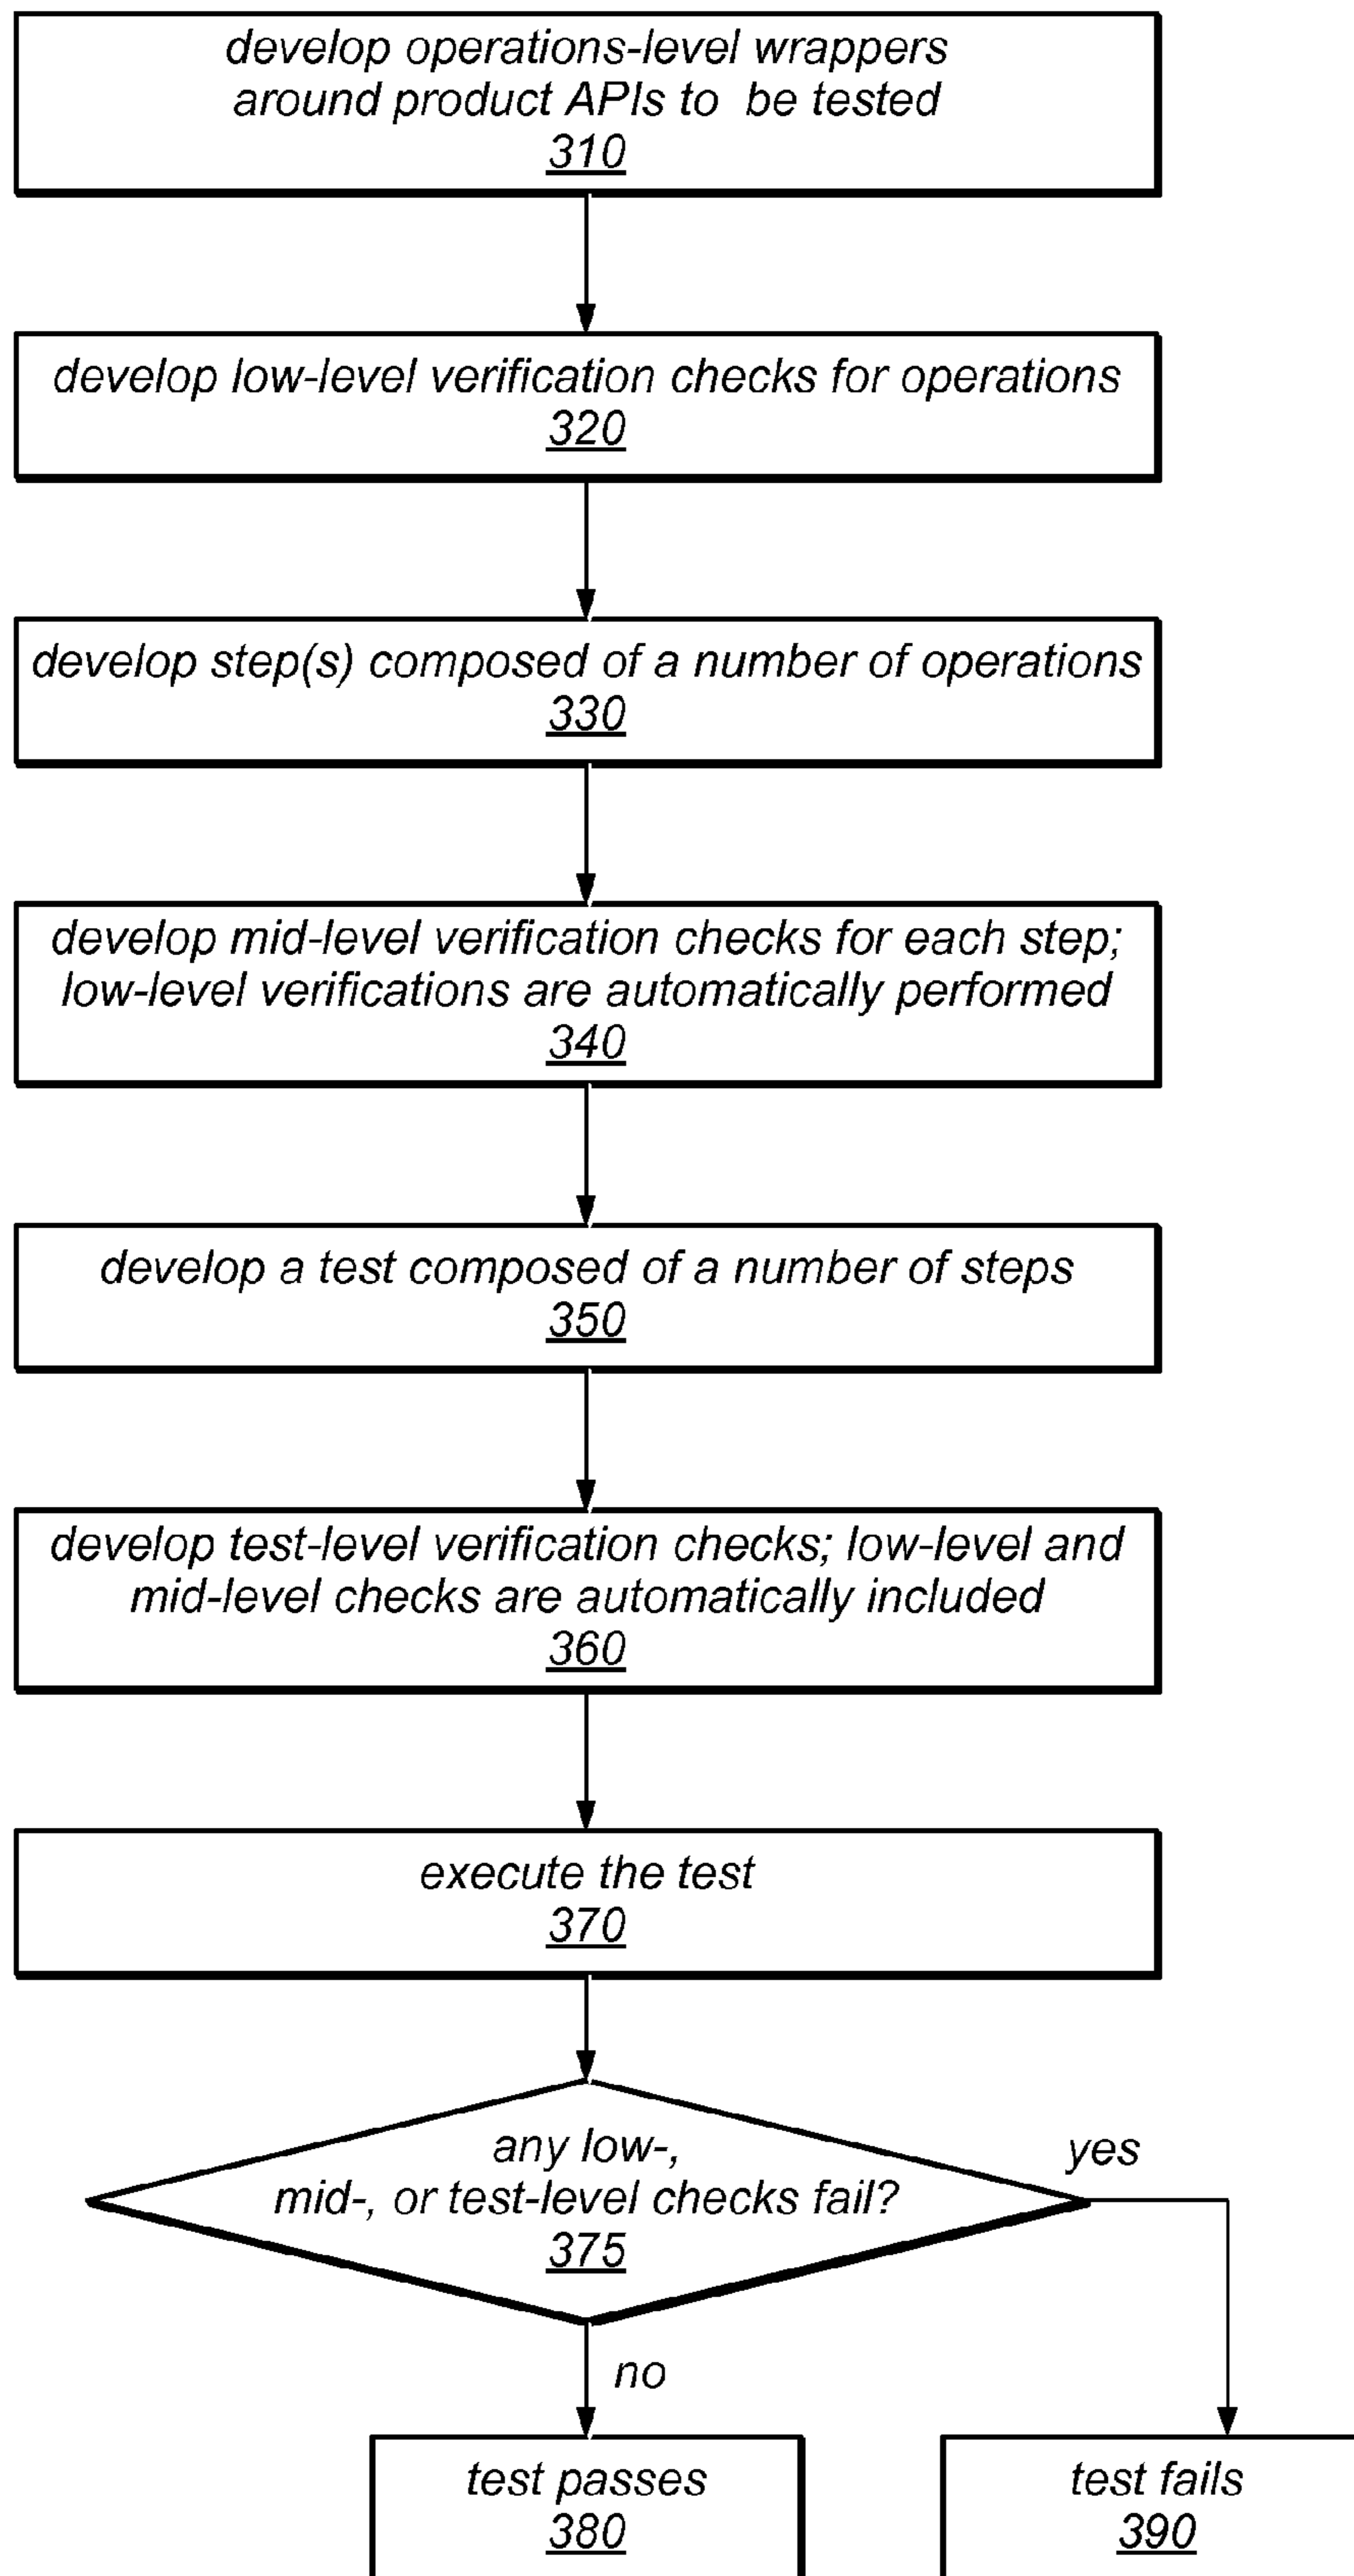 develop operations-level wrappers
around product APIs to be tested
310
develop low-level verification checks for operations
320
develop step(s) composed of a number of operations
330
develop mid-level verification checks for each step;
low-level verifications are automatically performed
340
develop a test composed of a number of steps
350
develop test-level verification checks; low-level and
mid-level checks are automatically included
360
execute the test
370
any low-,
mid-, or test-level checks fail?
375
yes
no
test passes
380
test fails
390